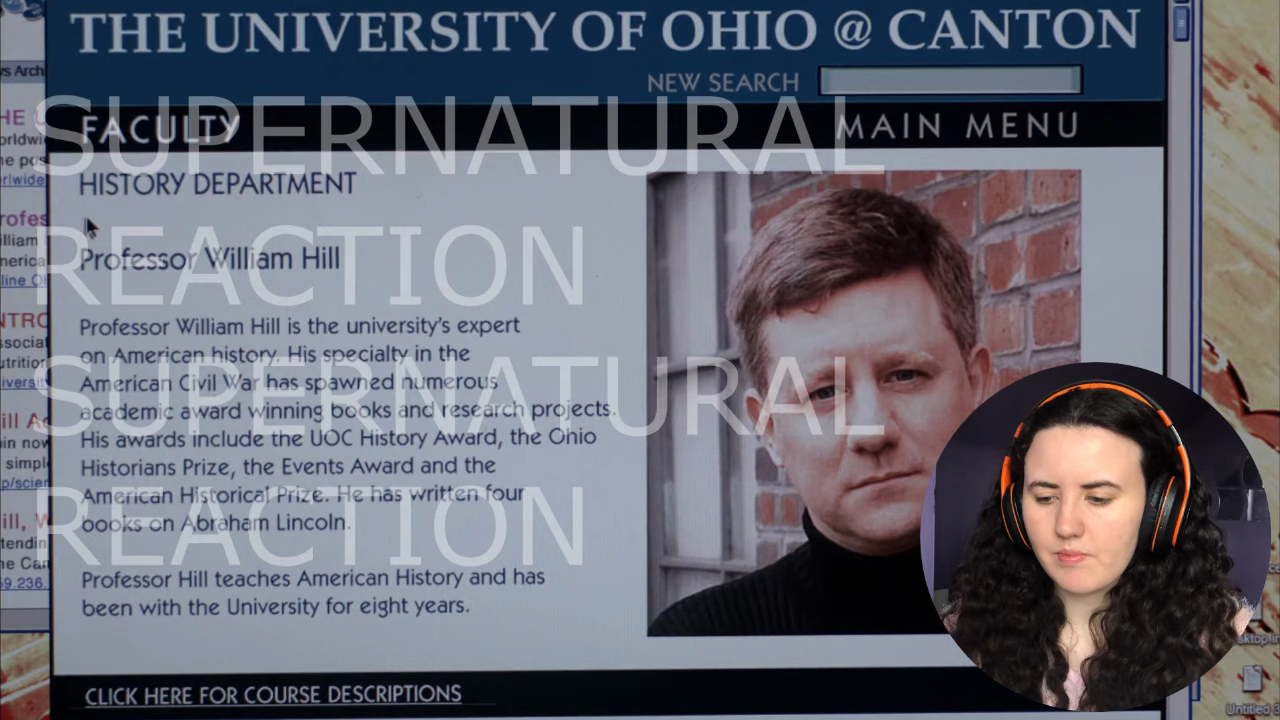 THE UNIVERSITY OF OHIO @ CANTON
NEW SEARCH
FACULTY
MAIN MENU
SUPERNATURAL
REACTION
SUPERNATURAL
REACTION
HISTORY DEPARTMENT
Professor William Hill
Professor William Hill is the university's expert
on American history. His specialty in the
American Civil War has spawned numerous
academic award winning books and research projects.
His awards include the UOC History Award, the Ohio
Historians Prize, the Events Award and the
American Historical Prize. He has written four
books on Abraham Lincoln.
Professor Hill teaches American History and has
been with the University for eight years.
CLICK HERE FOR COURSE DESCRIPTIONS